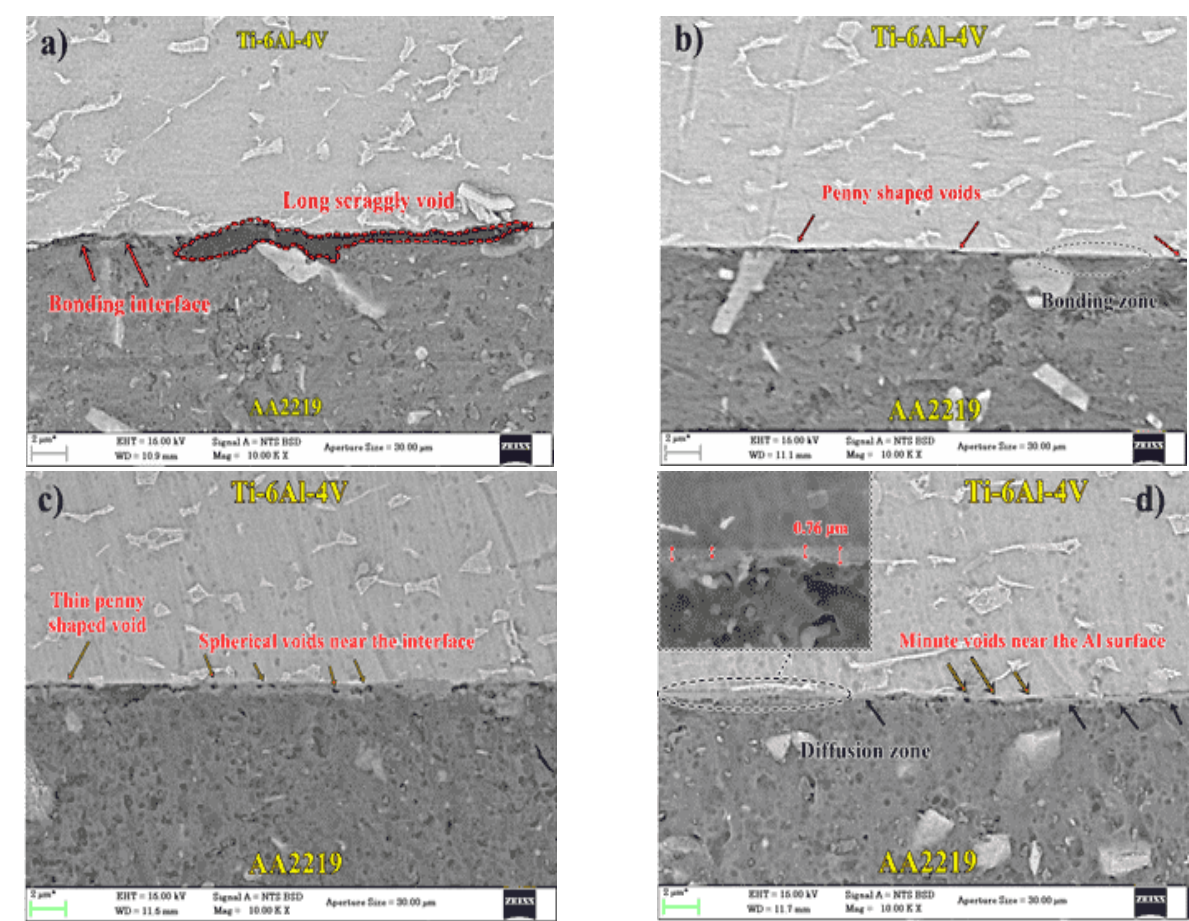 a)
Ti-6Al-4V
Long scraggly void
Bonding interface
AA2219
2 µm*
EHT = 15.00 kV
Signal A = NTS BSD
Aperture Size = 30.00 µm
WD = 10.9 mm
Mag = 10.00 K X
ZEISS
b)
Ti-6Al-4V
Penny shaped voids
Bonding zone
AA2219
2 µm*
EHT = 15.00 kV
Signal A = NTS BSD
Aperture Size = 30.00 µm
WD = 11.1 mm
Mag = 10.00 K X
ZEISS
c)
Ti-6Al-4V
Thin penny
shaped void
Spherical voids near the interface
AA2219
2 µm*
EHT = 15.00 kV
Signal A = NTS BSD
Aperture Size = 30.00 µm
WD = 11.5 mm
Mag = 10.00 K X
ZEISS
d)
Ti-6Al-4V
0.76 µm
Minute voids near the Al surface
Diffusion zone
AA2219
2 µm*
EHT = 15.00 kV
Signal A = NTS BSD
Aperture Size = 30.00 µm
WD = 11.7 mm
Mag = 10.00 K X
ZEISS